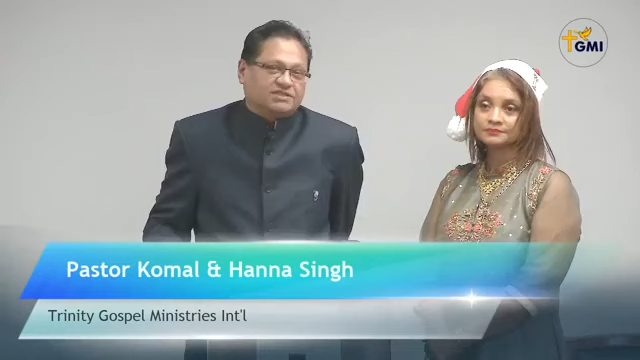 GMI
Pastor Komal & Hanna Singh
Trinity Gospel Ministries Int'l